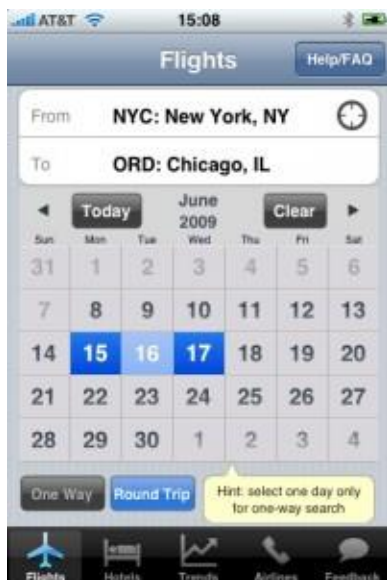 AT&T 15:08
Flights Help/FAQ
From NYC: New York, NY
To ORD: Chicago, IL
Today June 2009 Clear
Sun Mon Tue Wed Thu Fri Sat
31 1 2 3 4 5 6
7 8 9 10 11 12 13
14 15 16 17 18 19 20
21 22 23 24 25 26 27
28 29 30 1 2 3 4
One Way Round Trip Hint: select one day only
for one-way search
Flights Hotels Trends Airlines Feedback